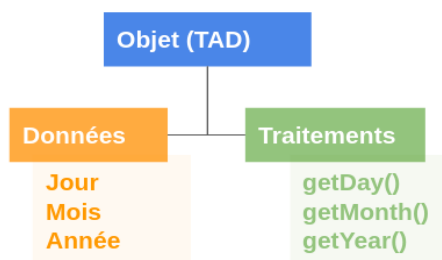 Objet (TAD)
Données
Jour
Mois
Année
Traitements
getDay()
getMonth()
getYear()